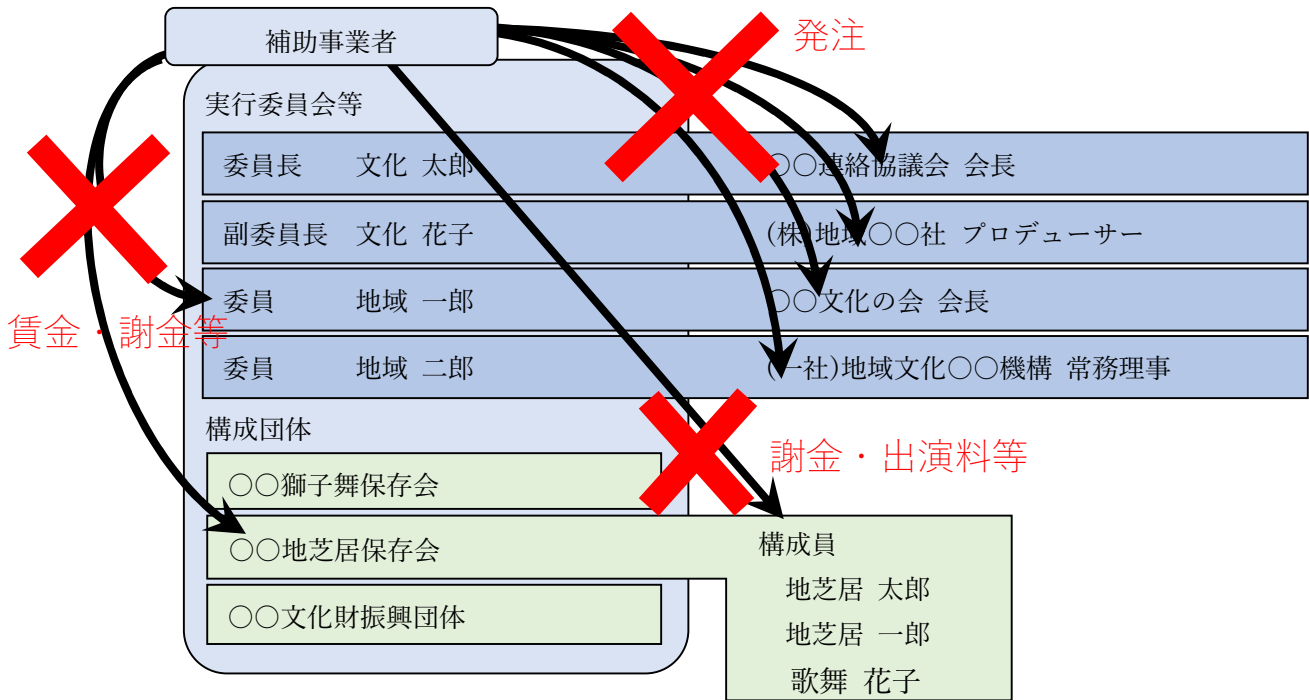 補助事業者
発注
実行委員会等
委員長 文化 太郎 ○○連絡協議会 会長
副委員長 文化 花子 (株)地域○○社 プロデューサー
委員 地域 一郎 ○○文化の会 会長
賃金・謝金等
委員 地域 二郎 (一社)地域文化○○機構 常務理事
構成団体
謝金・出演料等
○○獅子舞保存会
○○地芝居保存会
構成員
地芝居 太郎
○○文化財振興団体
地芝居 一郎
歌舞 花子